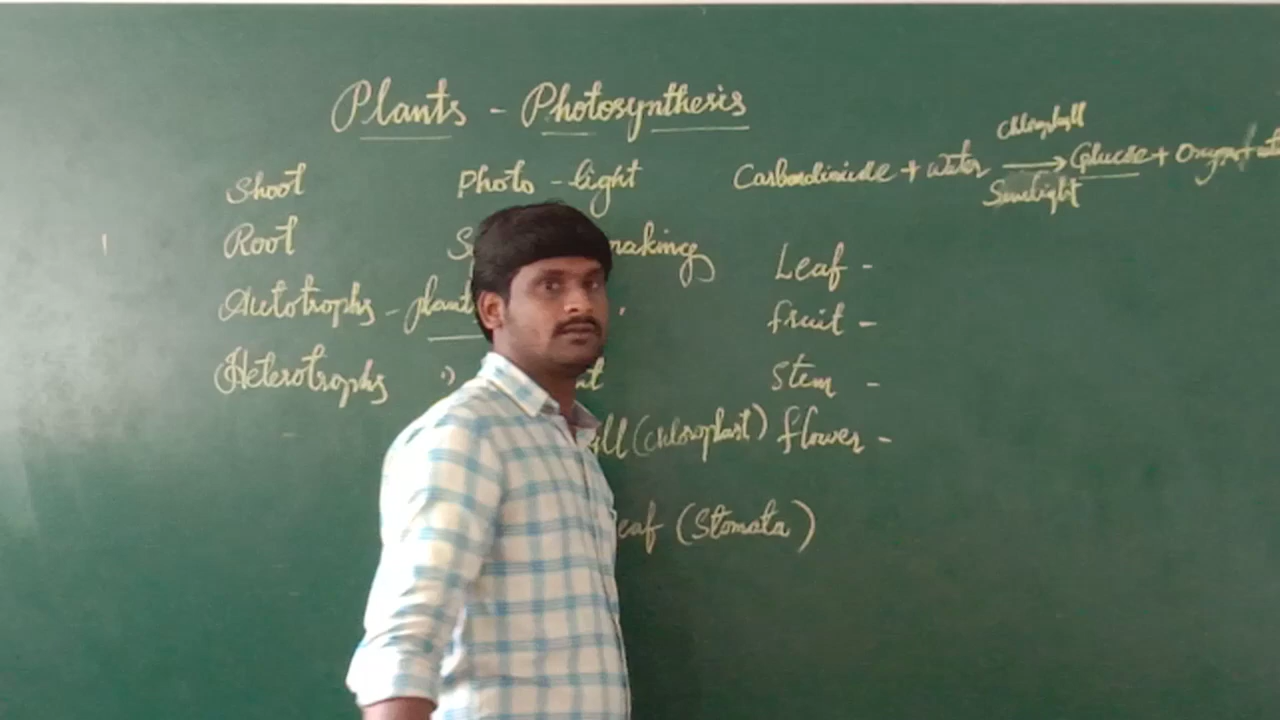 Plants - Photosynthesis
Shoot
Root
Autotrophs - plant
Heterotrophs
Photo - light
making
(chloroplast)
(Stomata)
chlorophyll
Carbondioxide + water → Glucose + Oxygen +
Sunlight
Leaf -
fruit -
Stem -
flower -